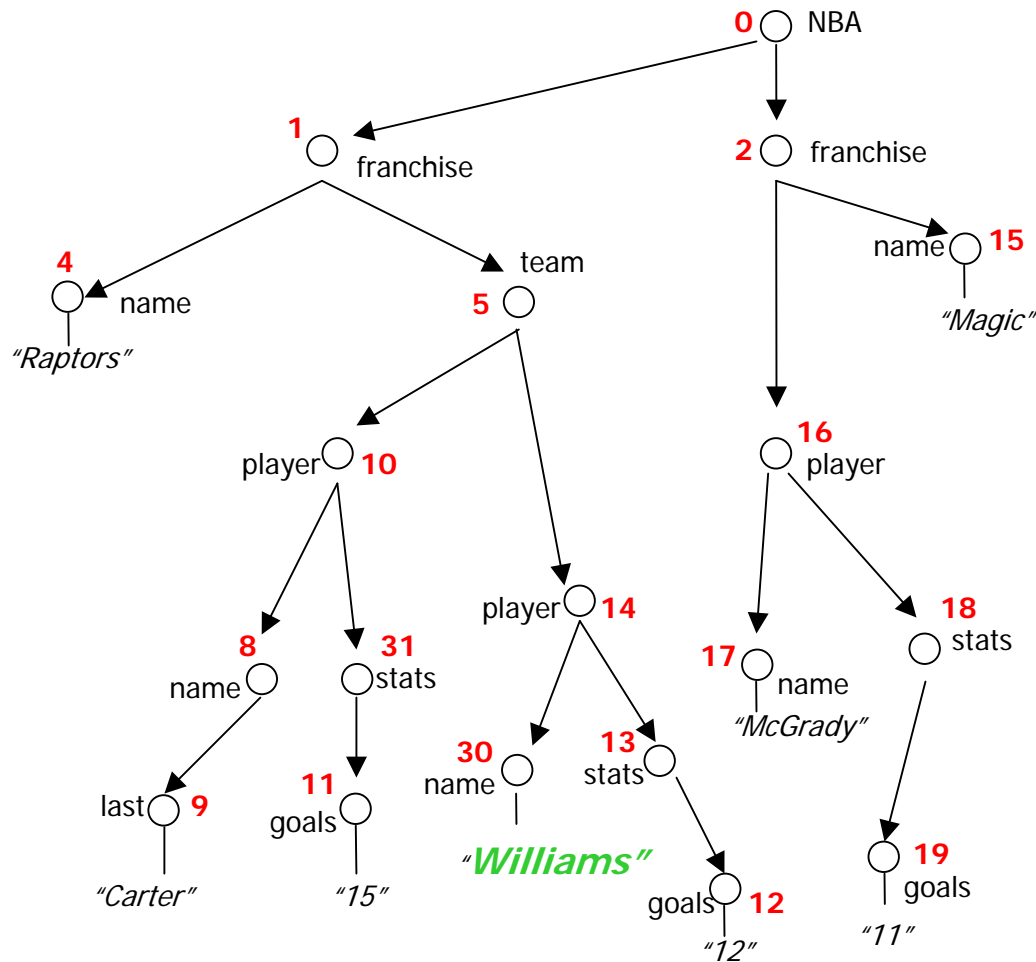 0 NBA
1
franchise
2 franchise
4
name
"Raptors"
team
5
name 15
"Magic"
player 10
16
player
player 14
8
name
31
stats
17 name
"McGrady"
18
stats
30
name
"Williams"
13
stats
last 9
"Carter"
11
goals
"15"
goals 12
"12"
19
goals
"11"